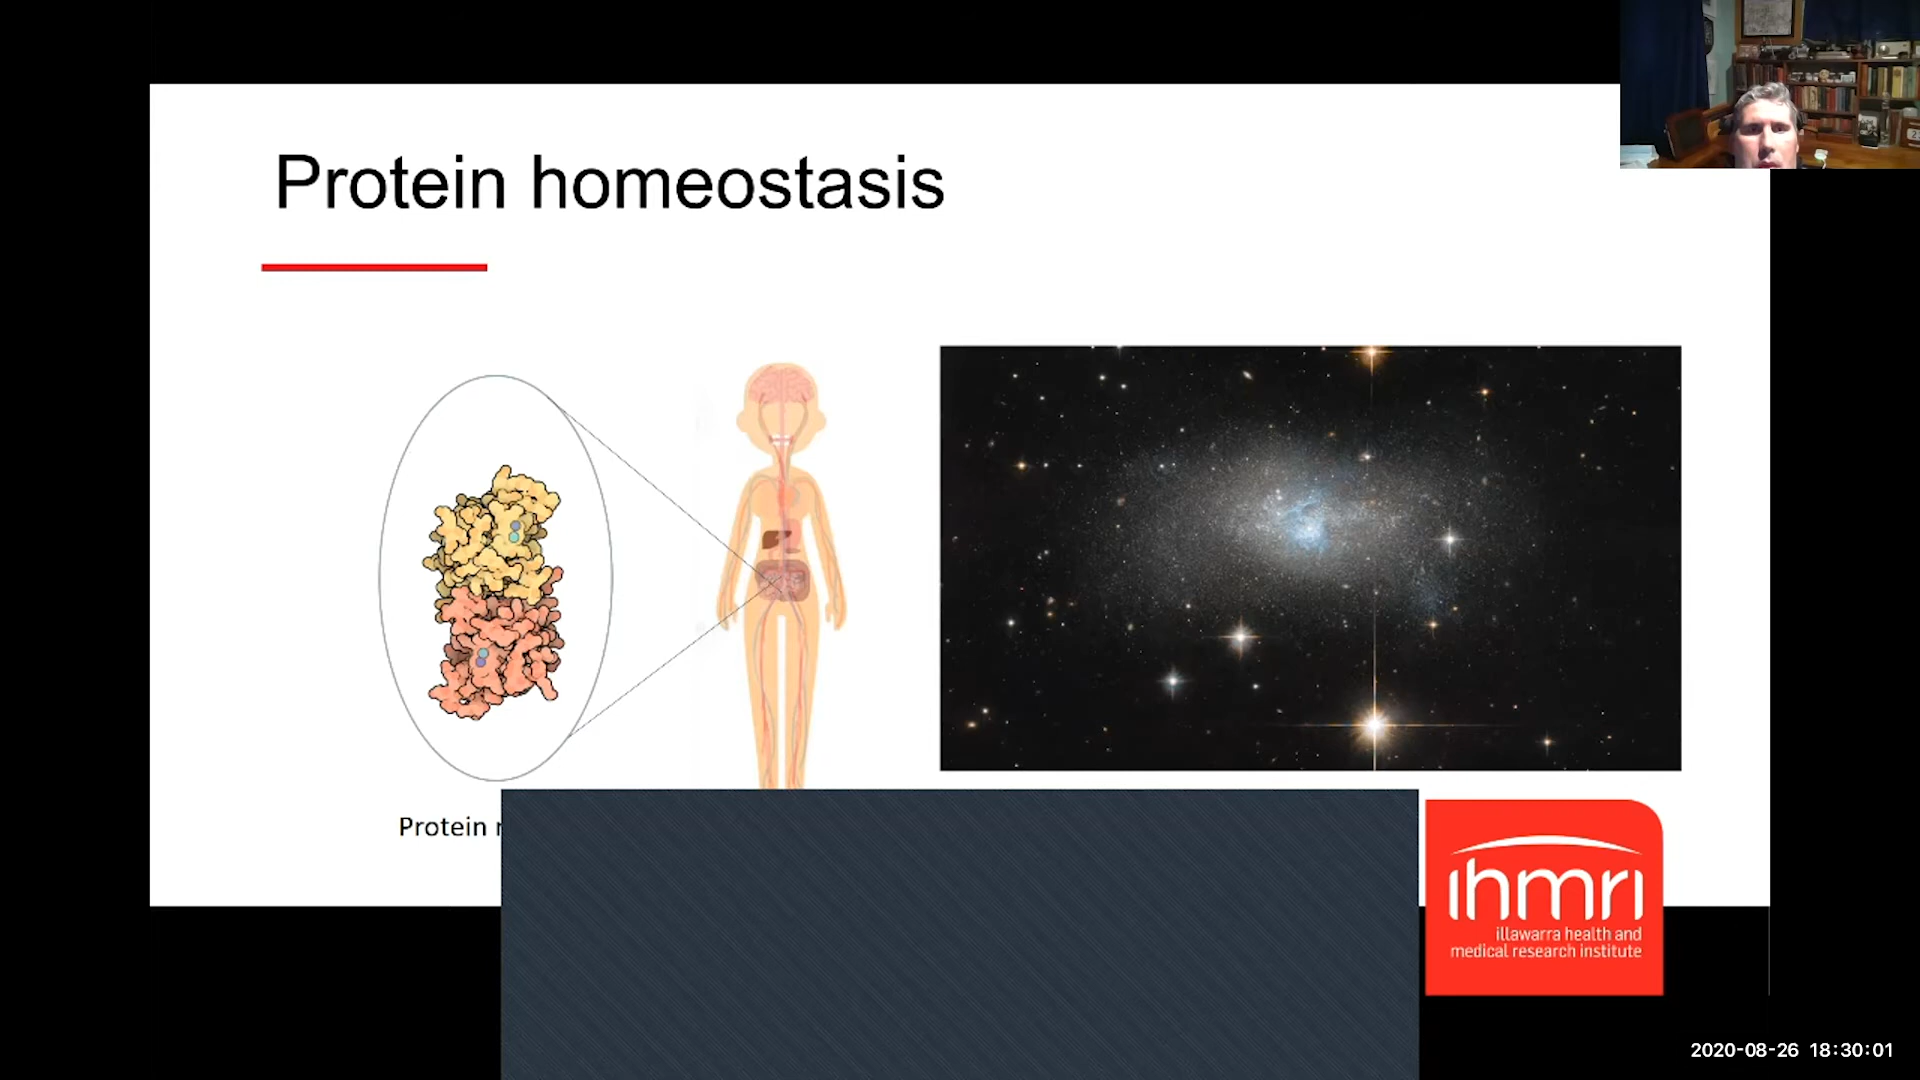 Protein homeostasis
Protein
ihmri
illawarra health and
medical research institute
2020-08-26 18:30:01